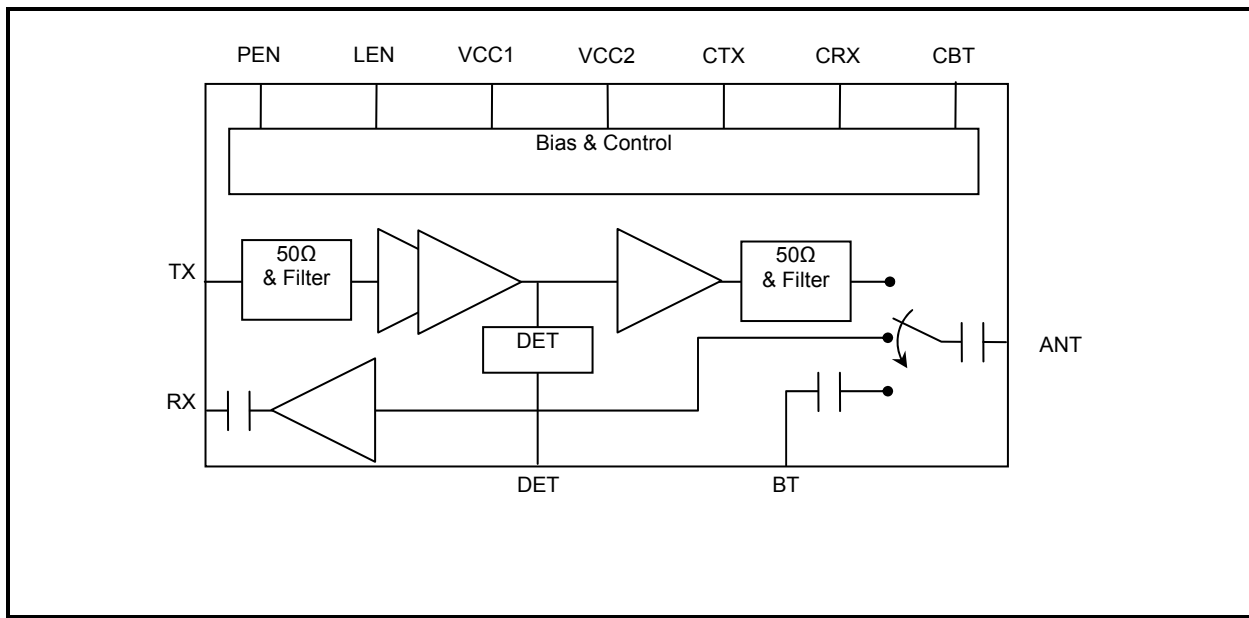 PEN LEN VCC1 VCC2 CTX CRX CBT
Bias & Control
TX
50Ω
& Filter
50Ω
& Filter
DET
ANT
RX
DET
BT